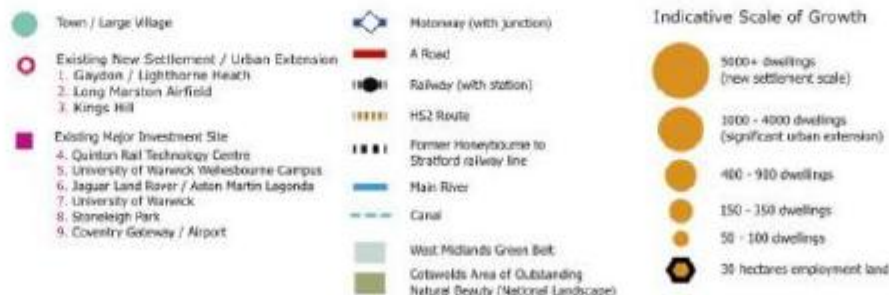 Town / Large Village
Existing New Settlement / Urban Extension
1. Gaydon / Lighthorne Heath
2. Long Marston Airfield
3. Kings Hill
Existing Major Investment Site
4. Quinton Rail Technology Centre
5. University of Warwick Wellesbourne Campus
6. Jaguar Land Rover / Aston Martin Lagonda
7. University of Warwick
8. Stoneleigh Park
9. Coventry Gateway / Airport
Motorway (with junction)
A Road
Railway (with station)
HS2 Route
Former Honeybourne to
Stratford railway line
Main River
Canal
West Midlands Green Belt
Cotswolds Area of Outstanding
Natural Beauty (National Landscape)
Indicative Scale of Growth
5000+ dwellings
(new settlement scale)
1000 - 4000 dwellings
(significant urban extension)
400 - 900 dwellings
150 - 350 dwellings
50 - 100 dwellings
30 hectares employment land